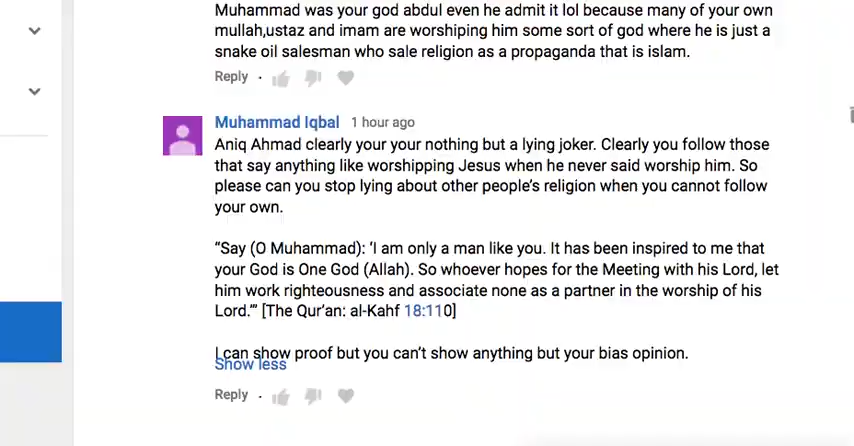 Muhammad was your god abdul even he admit it lol because many of your own
mullah,ustaz and imam are worshiping him some sort of god where he is just a
snake oil salesman who sale religion as a propaganda that is islam.
Reply
Muhammad Iqbal 1 hour ago
Aniq Ahmad clearly your your nothing but a lying joker. Clearly you follow those
that say anything like worshipping Jesus when he never said worship him. So
please can you stop lying about other people's religion when you cannot follow
your own.
“Say (O Muhammad): ‘I am only a man like you. It has been inspired to me that
your God is One God (Allah). So whoever hopes for the Meeting with his Lord, let
him work righteousness and associate none as a partner in the worship of his
Lord.’” [The Qur’an: al-Kahf 18:110]
I can show proof but you can’t show anything but your bias opinion.
Show less
Reply